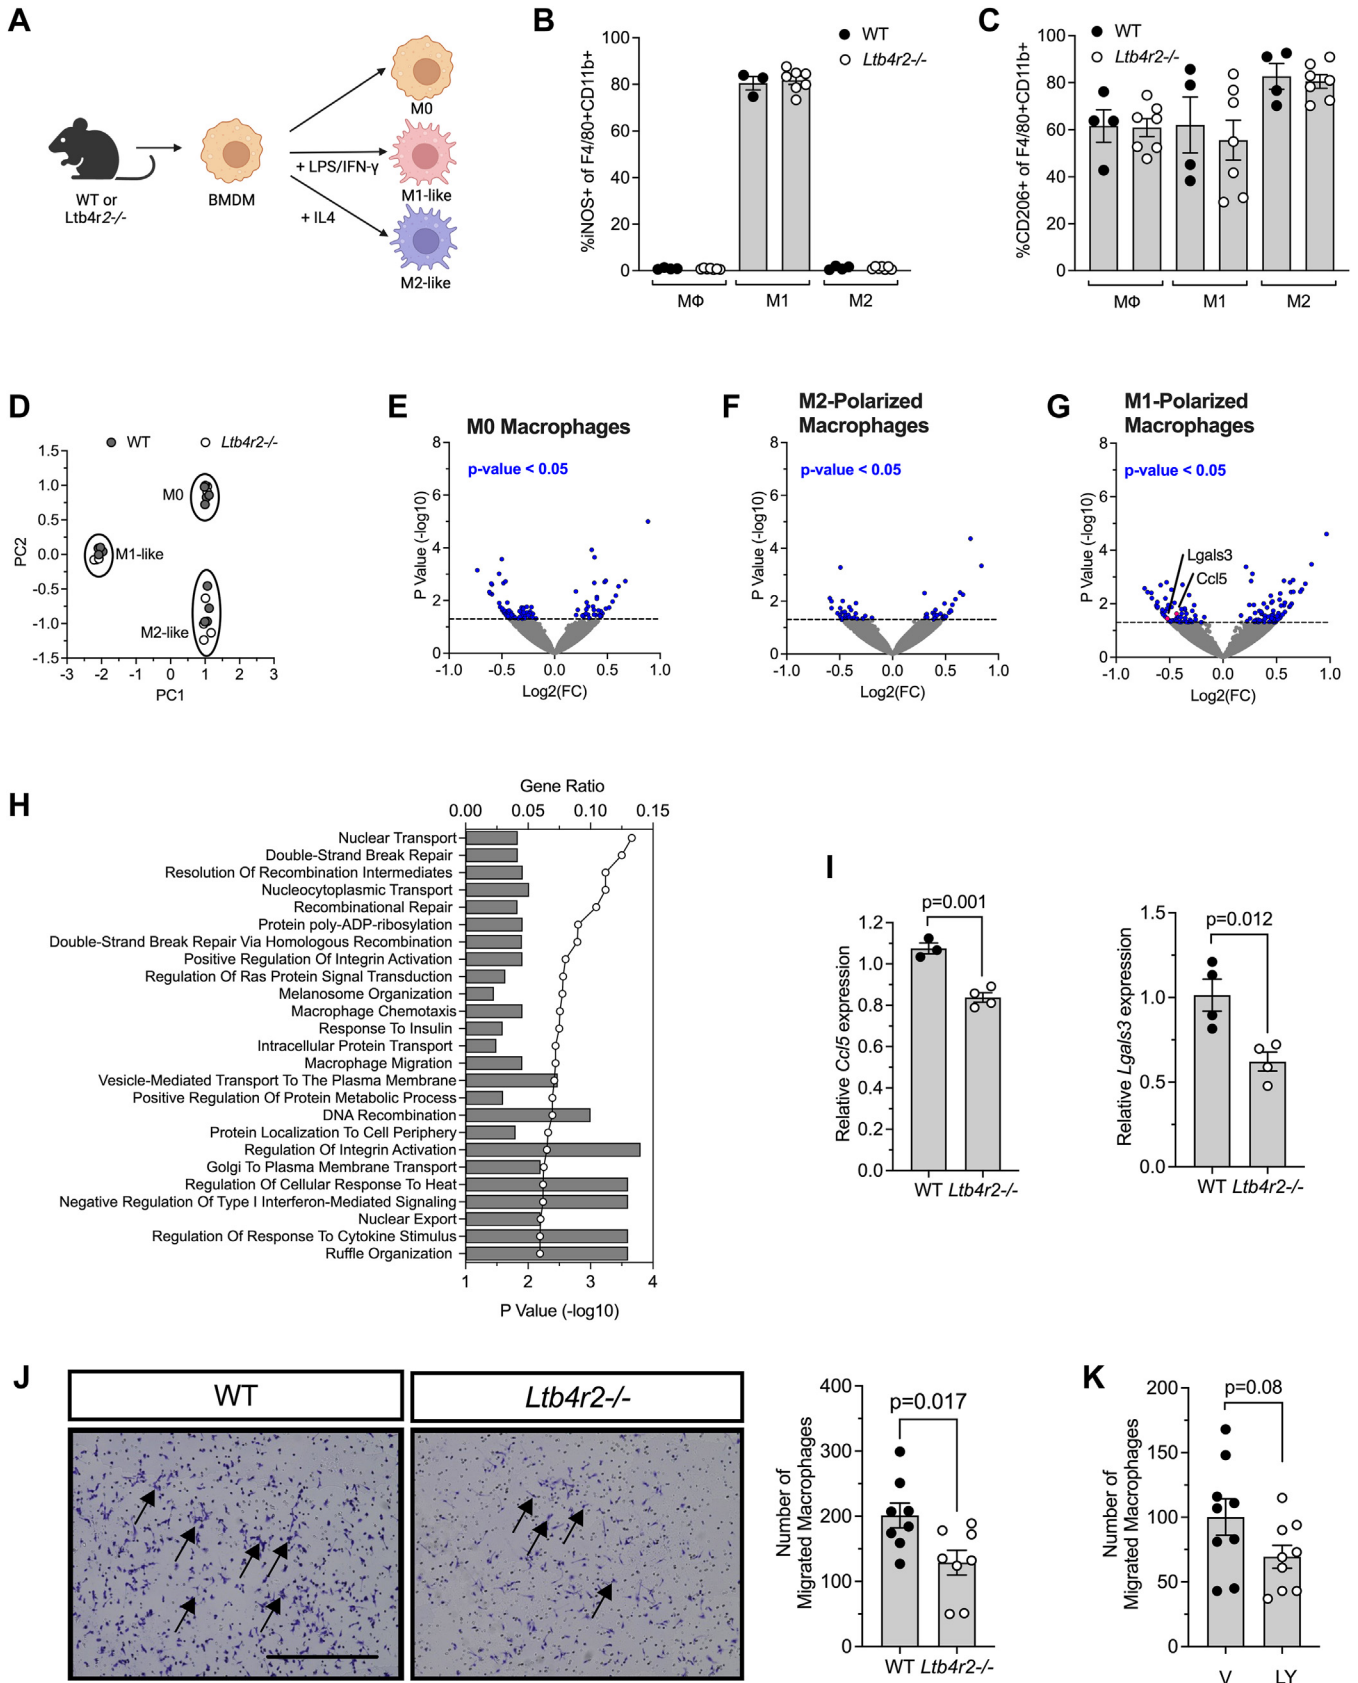 A
WT or
Ltb4r2-/-
BMDM
+ LPS/IFN-γ
+ IL4
M0
M1-like
M2-like
B
%iNOS+ of F4/80+CD11b+
100
80
60
40
20
0
WT
Ltb4r2-/-
MΦ
M1
M2
C
%CD206+ of F4/80+CD11b+
100
80
60
40
20
0
WT
Ltb4r2-/-
MΦ
M1
M2
D
WT
Ltb4r2-/-
PC2
1.5
1.0
0.5
0.0
-0.5
-1.0
-1.5
M0
M1-like
M2-like
-3 -2 -1 0 1 2 3
PC1
E
M0 Macrophages
p-value < 0.05
P Value (-log10)
8
6
4
2
0
-1.0 -0.5 0.0 0.5 1.0
Log2(FC)
F
M2-Polarized
Macrophages
p-value < 0.05
P Value (-log10)
8
6
4
2
0
-1.0 -0.5 0.0 0.5 1.0
Log2(FC)
G
M1-Polarized
Macrophages
p-value < 0.05
P Value (-log10)
8
6
4
2
0
Lgals3
Ccl5
-1.0 -0.5 0.0 0.5 1.0
Log2(FC)
H
Gene Ratio
0.00 0.05 0.10 0.15
Nuclear Transport
Double-Strand Break Repair
Resolution Of Recombination Intermediates
Nucleocytoplasmic Transport
Recombinational Repair
Protein poly-ADP-ribosylation
Double-Strand Break Repair Via Homologous Recombination
Positive Regulation Of Integrin Activation
Regulation Of Ras Protein Signal Transduction
Melanosome Organization
Macrophage Chemotaxis
Response To Insulin
Intracellular Protein Transport
Macrophage Migration
Vesicle-Mediated Transport To The Plasma Membrane
Positive Regulation Of Protein Metabolic Process
DNA Recombination
Protein Localization To Cell Periphery
Regulation Of Integrin Activation
Golgi To Plasma Membrane Transport
Regulation Of Cellular Response To Heat
Negative Regulation Of Type I Interferon-Mediated Signaling
Nuclear Export
Regulation Of Response To Cytokine Stimulus
Ruffle Organization
1 2 3 4
P Value (-log10)
I
Relative Ccl5 expression
1.2
1.0
0.8
0.6
0.4
0.2
0.0
p=0.001
WT Ltb4r2-/-
Relative Lgals3 expression
1.5
1.0
0.5
0.0
p=0.012
WT Ltb4r2-/-
J
WT
Ltb4r2-/-
Number of
Migrated Macrophages
400
300
200
100
0
p=0.017
WT Ltb4r2-/-
K
Number of
Migrated Macrophages
200
150
100
50
0
p=0.08
V LY